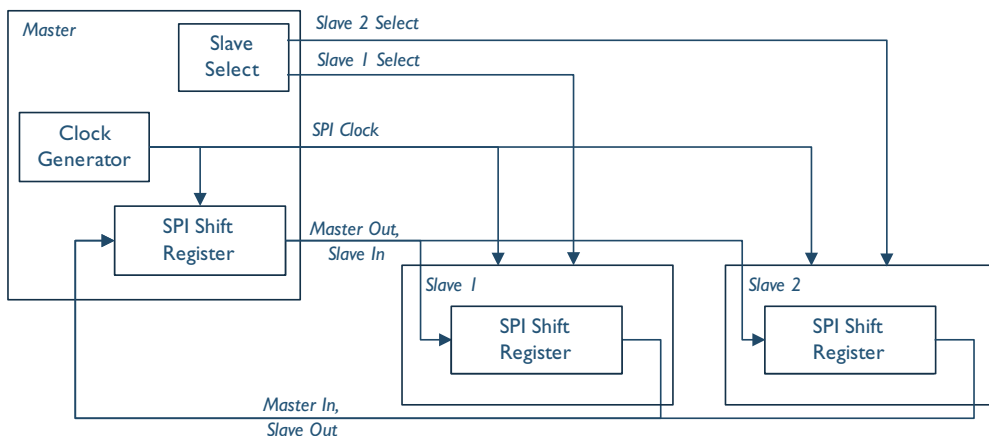 Master
Slave
Select
Slave 2 Select
Slave 1 Select
Clock
Generator
SPI Clock
SPI Shift
Register
Master Out,
Slave In
Slave 1
SPI Shift
Register
Slave 2
SPI Shift
Register
Master In,
Slave Out